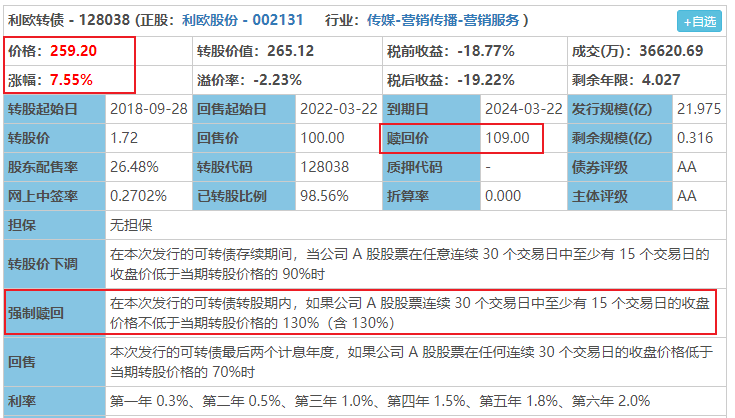 利欧转债 - 128038 (正股：利欧股份 - 002131 行业：传媒-营销传播-营销服务 ) +自选
价格：259.20 转股价值：265.12 税前收益：-18.77% 成交(万)：36620.69
涨幅：7.55% 溢价率：-2.23% 税后收益：-19.22% 剩余年限：4.027
转股起始日 2018-09-28 回售起始日 2022-03-22 到期日 2024-03-22 发行规模(亿) 21.975
转股价 1.72 回售价 100.00 赎回价 109.00 剩余规模(亿) 0.316
股东配售率 26.48% 转股代码 128038 质押代码 - 债券评级 AA
网上中签率 0.2702% 已转股比例 98.56% 折算率 0.000 主体评级 AA
担保 无担保
转股价下调 在本次发行的可转债存续期间，当公司 A 股股票在任意连续 30 个交易日中至少有 15 个交易日的
收盘价低于当期转股价格的 90%时
强制赎回 在本次发行的可转债转股期内，如果公司 A 股股票连续 30 个交易日中至少有 15 个交易日的收盘
价格不低于当期转股价格的 130%（含 130%）
回售 本次发行的可转债最后两个计息年度，如果公司 A 股股票在任何连续 30 个交易日的收盘价格低于
当期转股价格的 70%时
利率 第一年 0.3%、第二年 0.5%、第三年 1.0%、第四年 1.5%、第五年 1.8%、第六年 2.0%